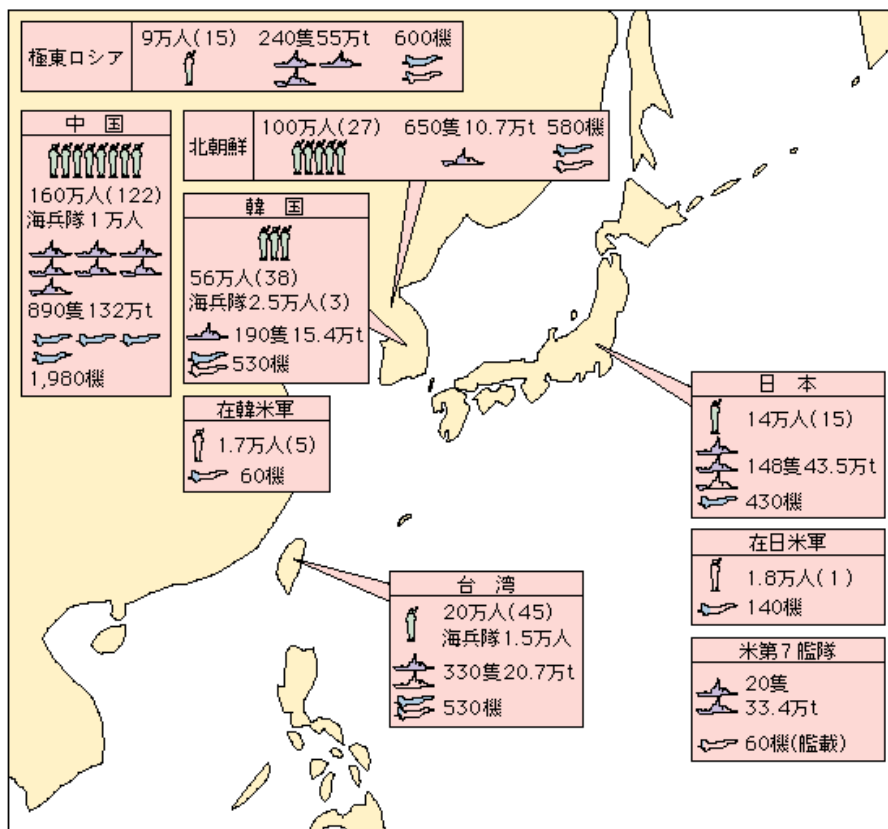 極東ロシア
9万人(15) 240隻55万t 600機
中 国
160万人(122)
海兵隊1万人
890隻132万t
1,980機
北朝鮮
100万人(27) 650隻10.7万t 580機
韓 国
56万人(38)
海兵隊2.5万人(3)
190隻15.4万t
530機
在韓米軍
1.7万人(5)
60機
日 本
14万人(15)
148隻43.5万t
430機
在日米軍
1.8万人(1)
140機
台 湾
20万人(45)
海兵隊1.5万人
330隻20.7万t
530機
米第7艦隊
20隻
33.4万t
60機(艦載)